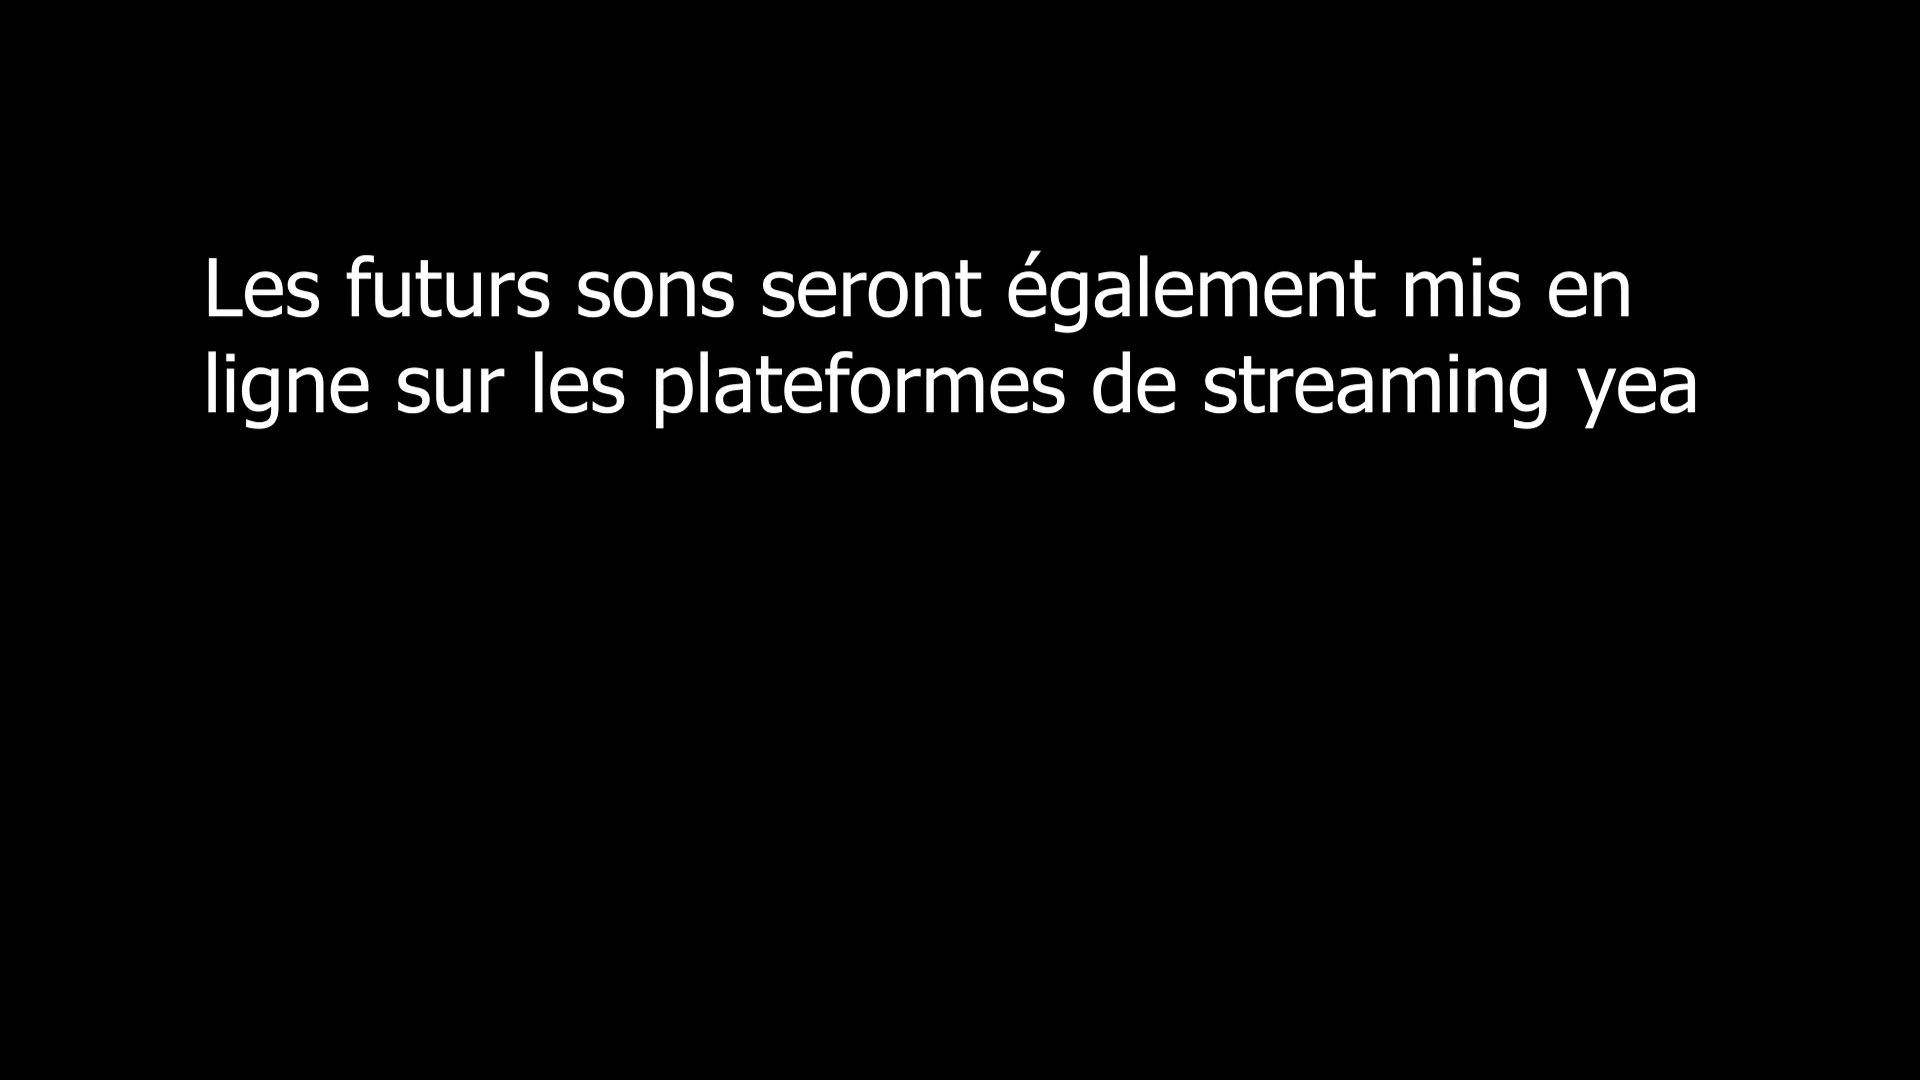 Les futurs sons seront également mis en
ligne sur les plateformes de streaming yea